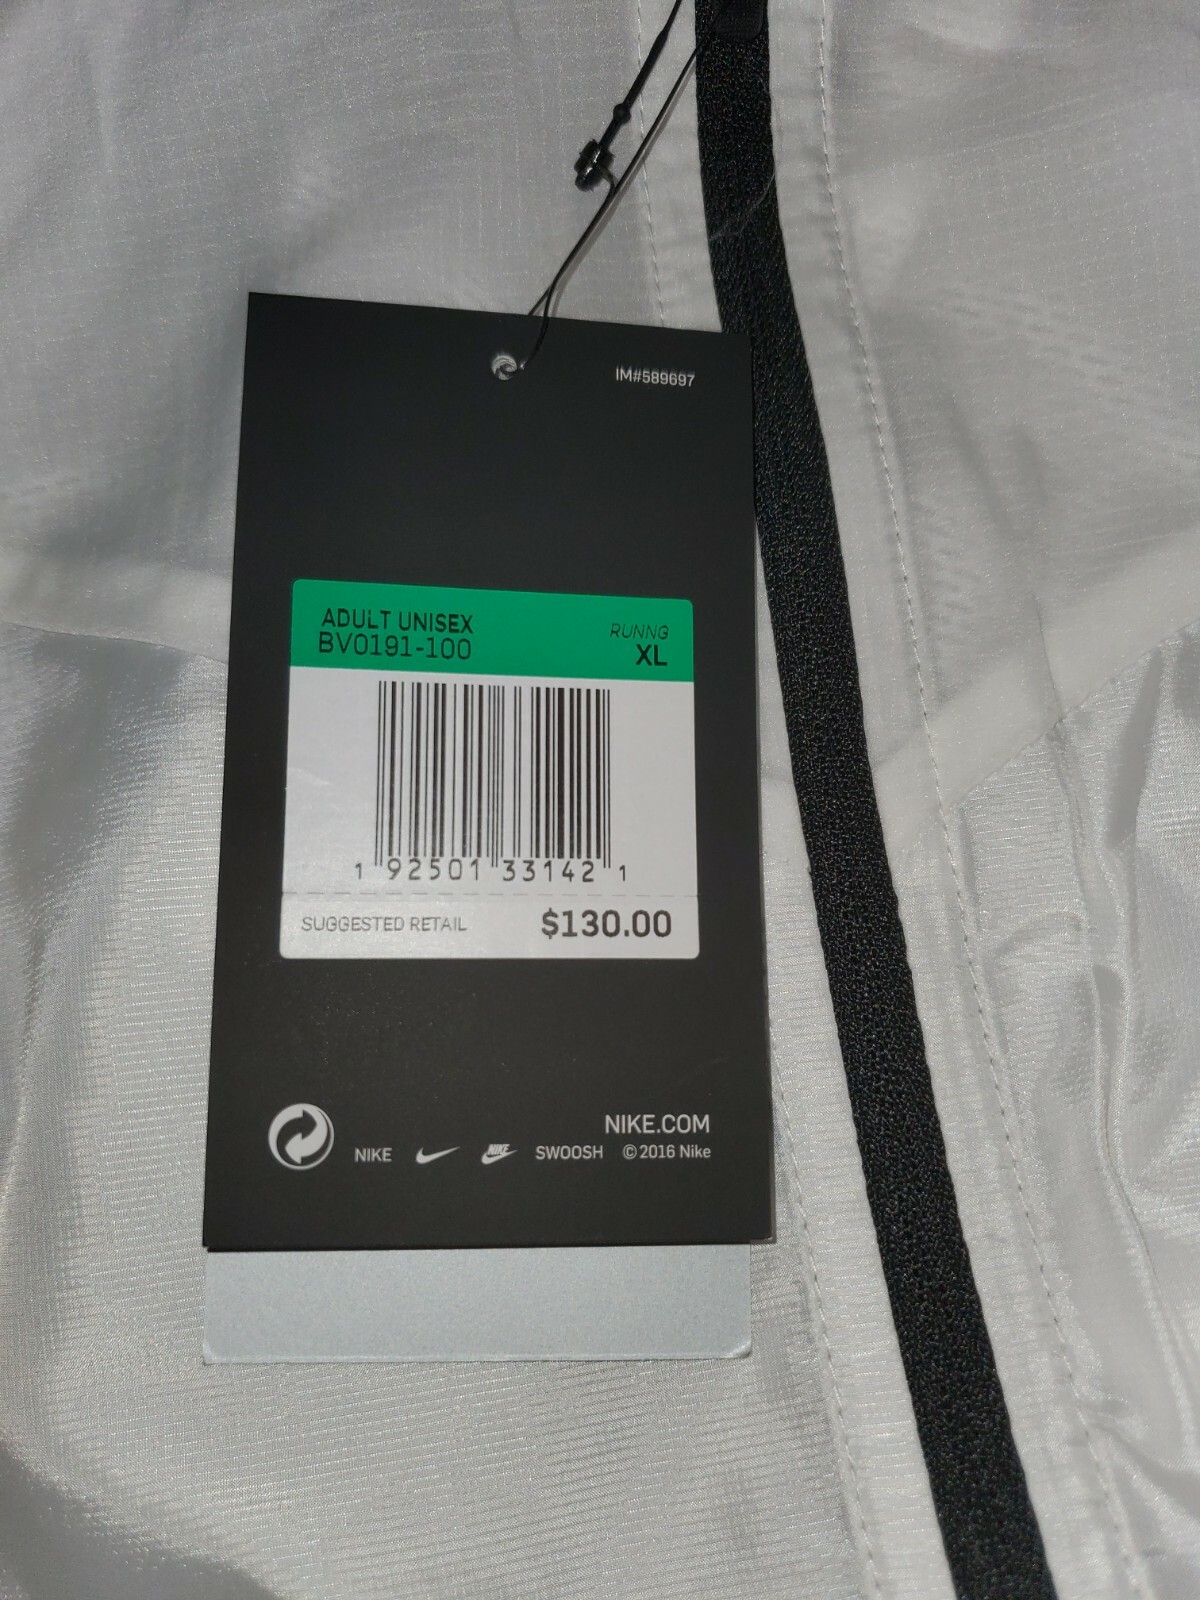 IM#589697
ADULT UNISEX
BV0191-100
RUNNG
XL
1 92501 33142 1
SUGGESTED RETAIL $130.00
NIKE.COM
NIKE NIKE SWOOSH © 2016 Nike